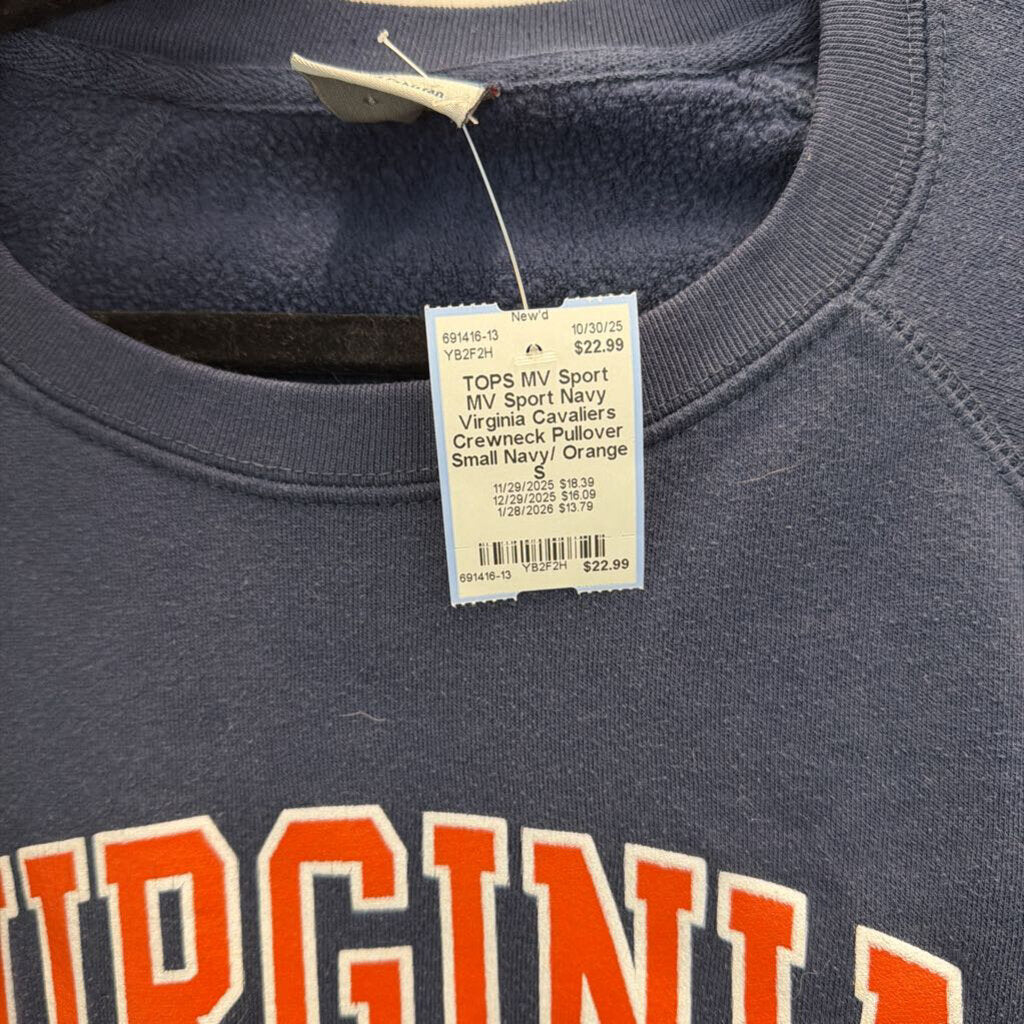 New'd
691416-13 10/30/25
YB2F2H $22.99
TOPS MV Sport
MV Sport Navy
Virginia Cavaliers
Crewneck Pullover
Small Navy/ Orange
S
11/29/2025 $18.39
12/29/2025 $16.09
1/28/2026 $13.79
691416-13 YB2F2H $22.99
VIRGINIA